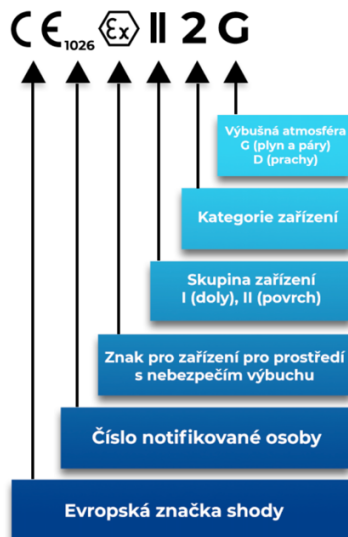 CE 1026 Ex II 2 G
Výbušná atmosféra
G (plyn a páry)
D (prachy)
Kategorie zařízení
Skupina zařízení
I (doly), II (povrch)
Znak pro zařízení pro prostředí
s nebezpečím výbuchu
Číslo notifikované osoby
Evropská značka shody